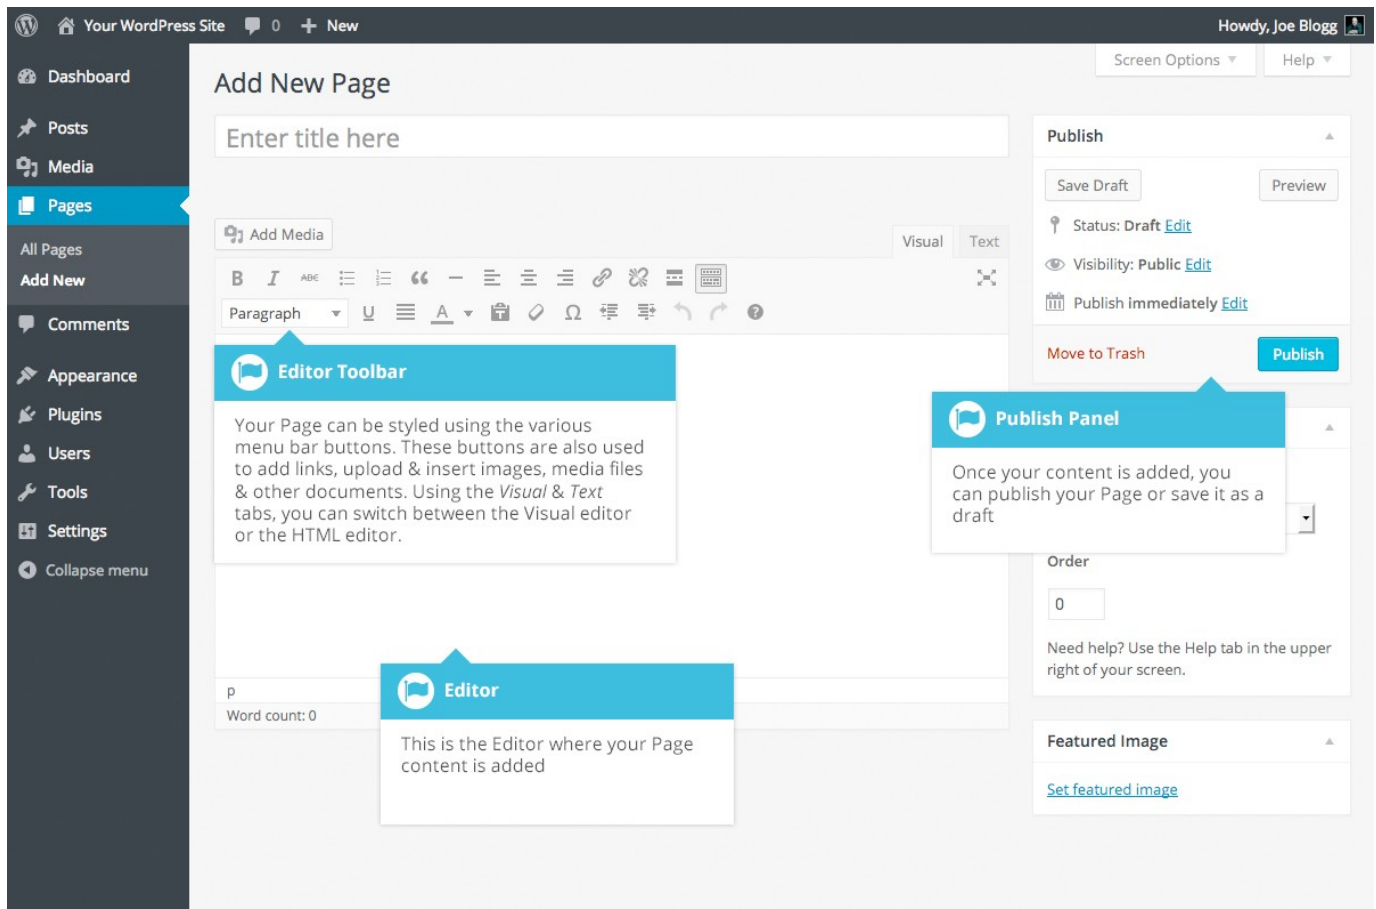 Your WordPress Site 0 New Howdy, Joe Blogg
Screen Options Help
Dashboard
Posts
Media
Pages
All Pages
Add New
Comments
Appearance
Plugins
Users
Tools
Settings
Collapse menu
Add New Page
Enter title here
Add Media
Visual Text
B I ABC
Paragraph U A Ω
Editor Toolbar
Your Page can be styled using the various
menu bar buttons. These buttons are also used
to add links, upload & insert images, media files
& other documents. Using the Visual & Text
tabs, you can switch between the Visual editor
or the HTML editor.
p
Word count: 0
Editor
This is the Editor where your Page
content is added
Publish
Save Draft Preview
Status: Draft Edit
Visibility: Public Edit
Publish immediately Edit
Move to Trash Publish
Publish Panel
Once your content is added, you
can publish your Page or save it as a
draft
Order
0
Need help? Use the Help tab in the upper
right of your screen.
Featured Image
Set featured image